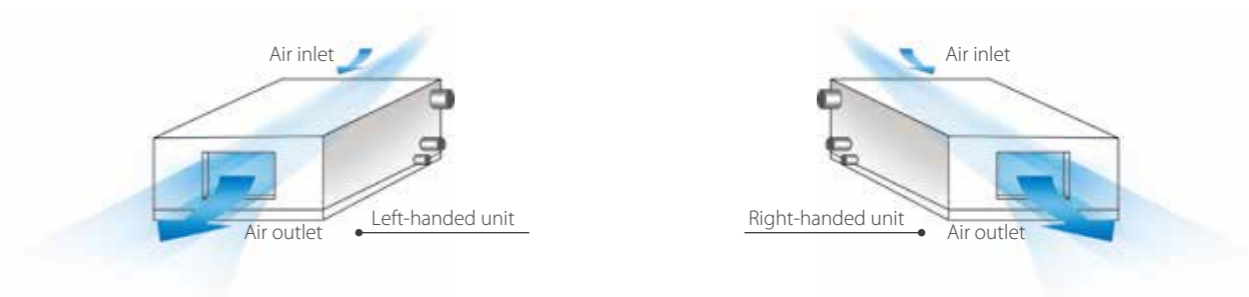 Air inlet
Air outlet
Left-handed unit
Air inlet
Right-handed unit
Air outlet